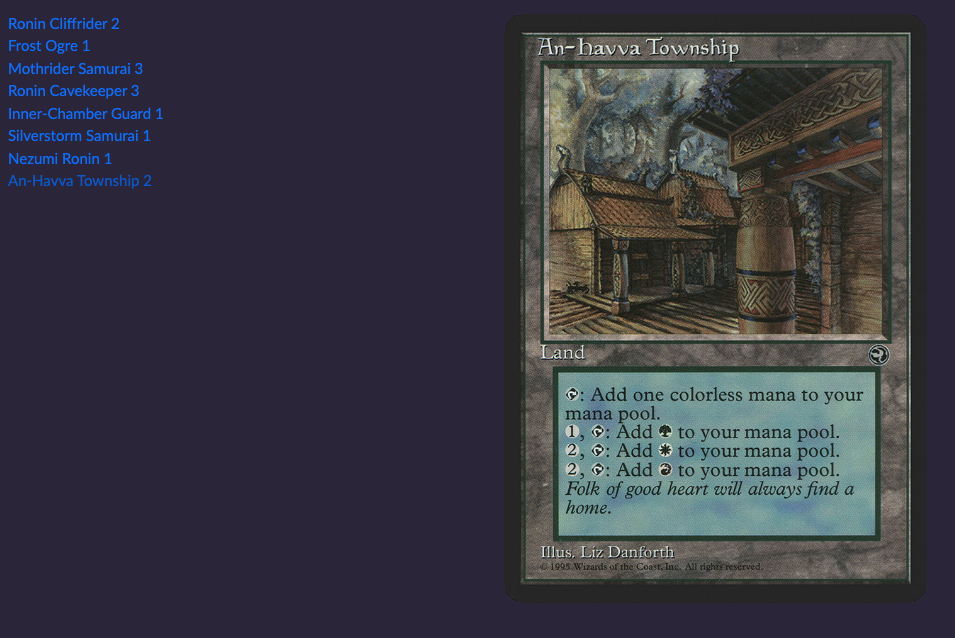 Ronin Cliffrider 2
Frost Ogre 1
Mothrider Samurai 3
Ronin Cavekeeper 3
Inner-Chamber Guard 1
Silverstorm Samurai 1
Nezumi Ronin 1
An-Havva Township 2
An-Havva Township
Land
: Add one colorless mana to your
mana pool.
1, : Add to your mana pool.
2, : Add to your mana pool.
2, : Add to your mana pool.
Folk of good heart will always find a
home.
Illus. Liz Danforth
© 1995 Wizards of the Coast, Inc. All rights reserved.